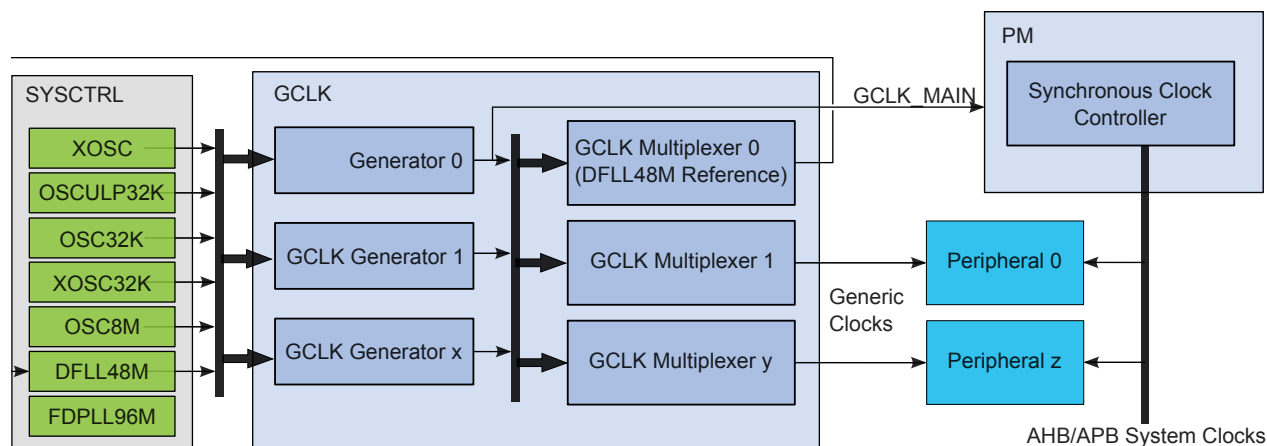 PM
SYSCTRL
GCLK
GCLK_MAIN
Synchronous Clock
Controller
XOSC
OSCULP32K
OSC32K
XOSC32K
OSC8M
DFLL48M
FDPLL96M
Generator 0
GCLK Generator 1
GCLK Generator x
GCLK Multiplexer 0
(DFLL48M Reference)
GCLK Multiplexer 1
GCLK Multiplexer y
Generic
Clocks
Peripheral 0
Peripheral z
AHB/APB System Clocks